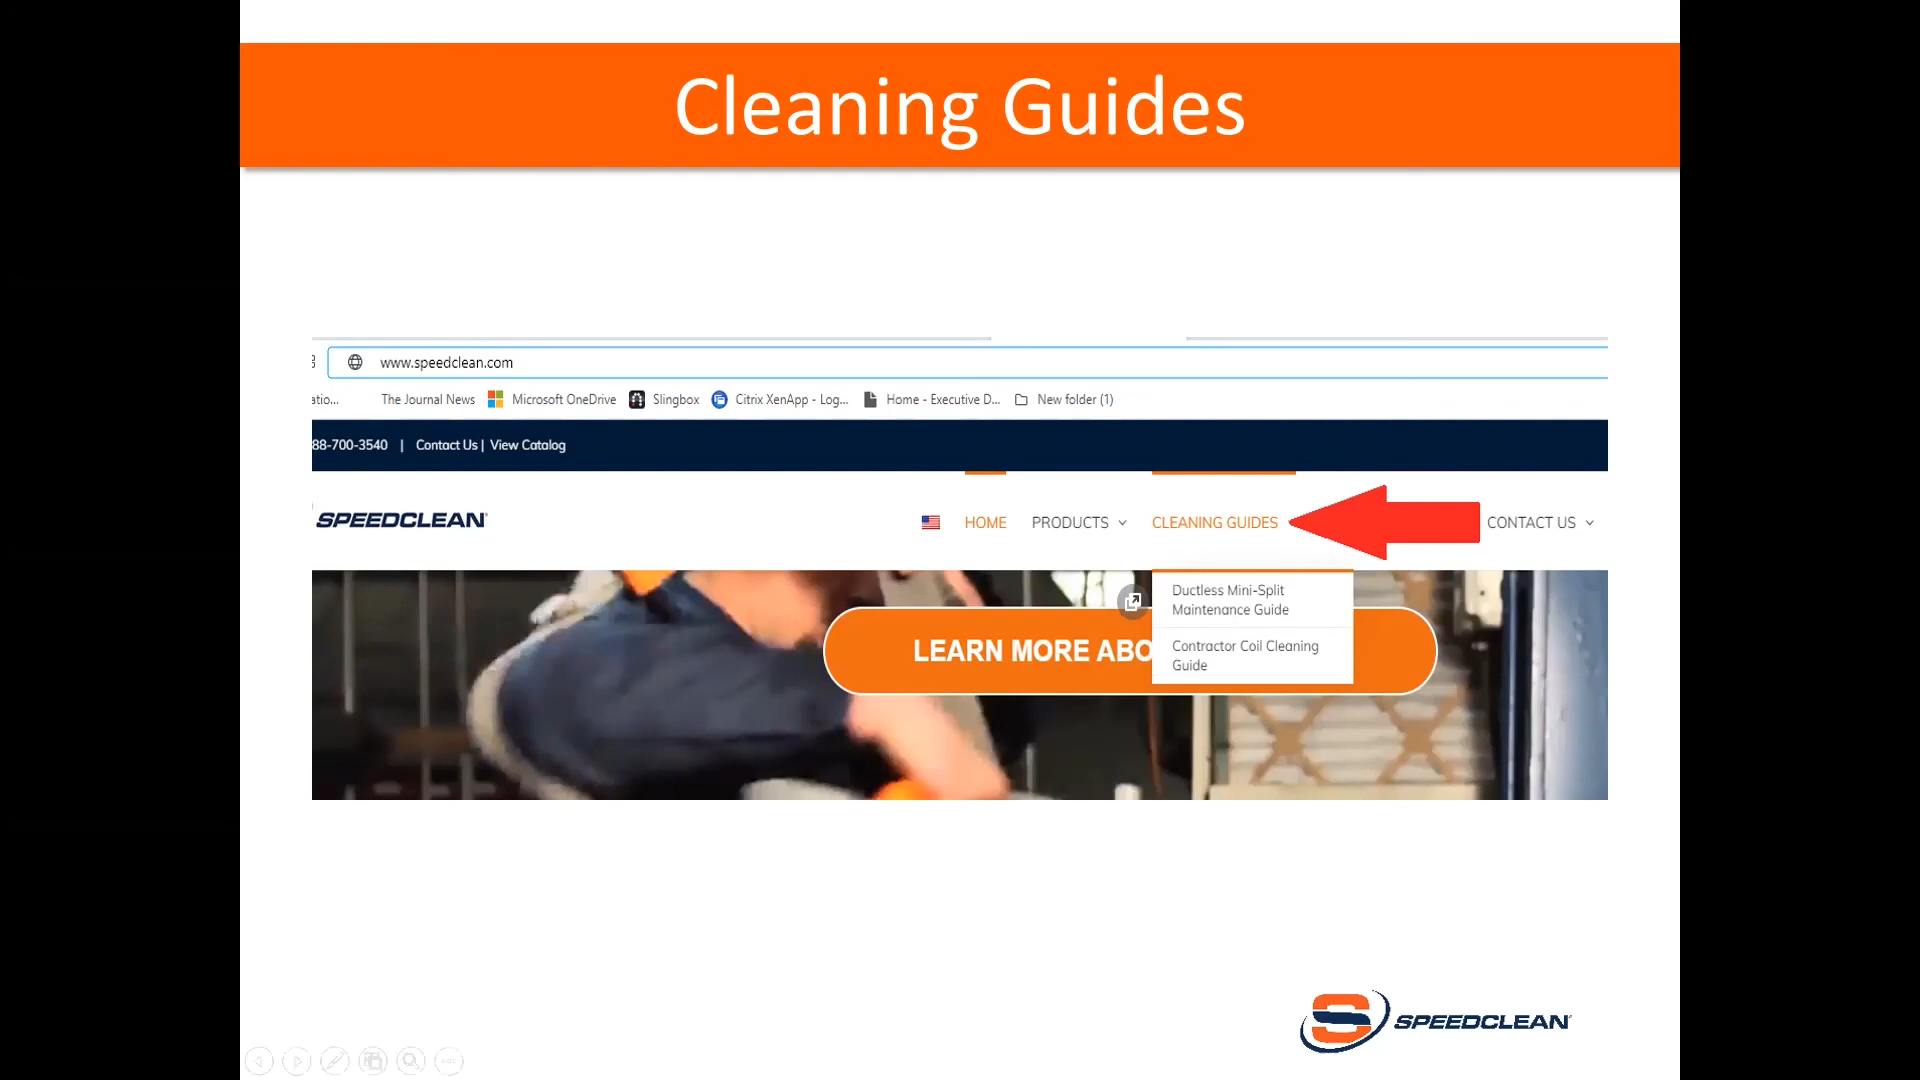 Cleaning Guides
www.speedclean.com
atio... The Journal News Microsoft OneDrive Slingbox Citrix XenApp - Log... Home - Executive D... New folder (1)
88-700-3540 | Contact Us | View Catalog
SPEEDCLEAN HOME PRODUCTS CLEANING GUIDES CONTACT US
Ductless Mini-Split
Maintenance Guide
LEARN MORE ABO
Contractor Coil Cleaning
Guide
SPEEDCLEAN